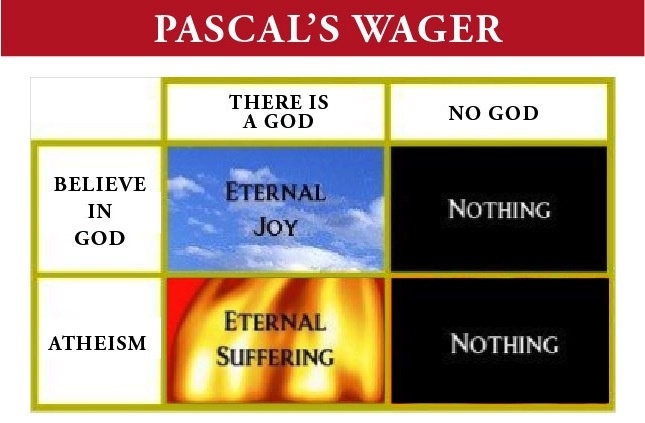 PASCAL'S WAGER
THERE IS
A GOD
NO GOD
BELIEVE
IN
GOD
ETERNAL
JOY
NOTHING
ATHEISM
ETERNAL
SUFFERING
NOTHING